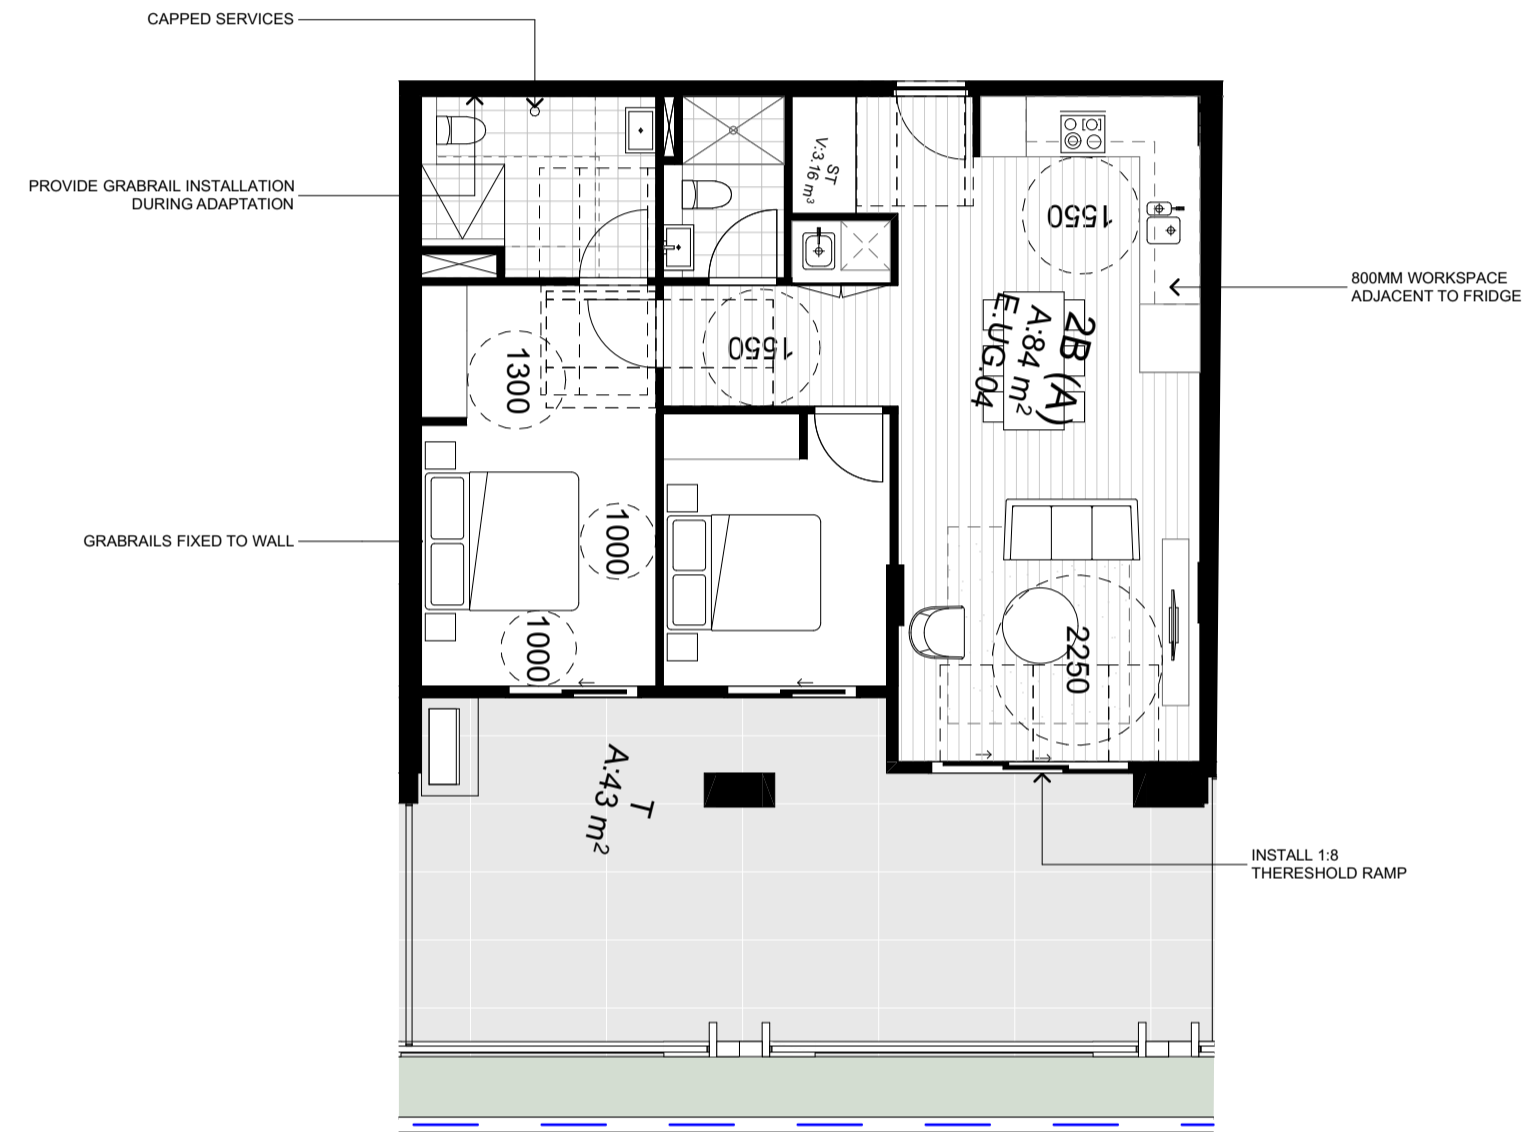 CAPPED SERVICES
PROVIDE GRABRAIL INSTALLATION
DURING ADAPTATION
ST
V:3.16 m³
1550
800MM WORKSPACE
ADJACENT TO FRIDGE
1550
1300
2B (A)
A:84 m²
E.UG.04
GRABRAILS FIXED TO WALL
1000
1000
2250
T
A:43 m²
INSTALL 1:8
THERESHOLD RAMP